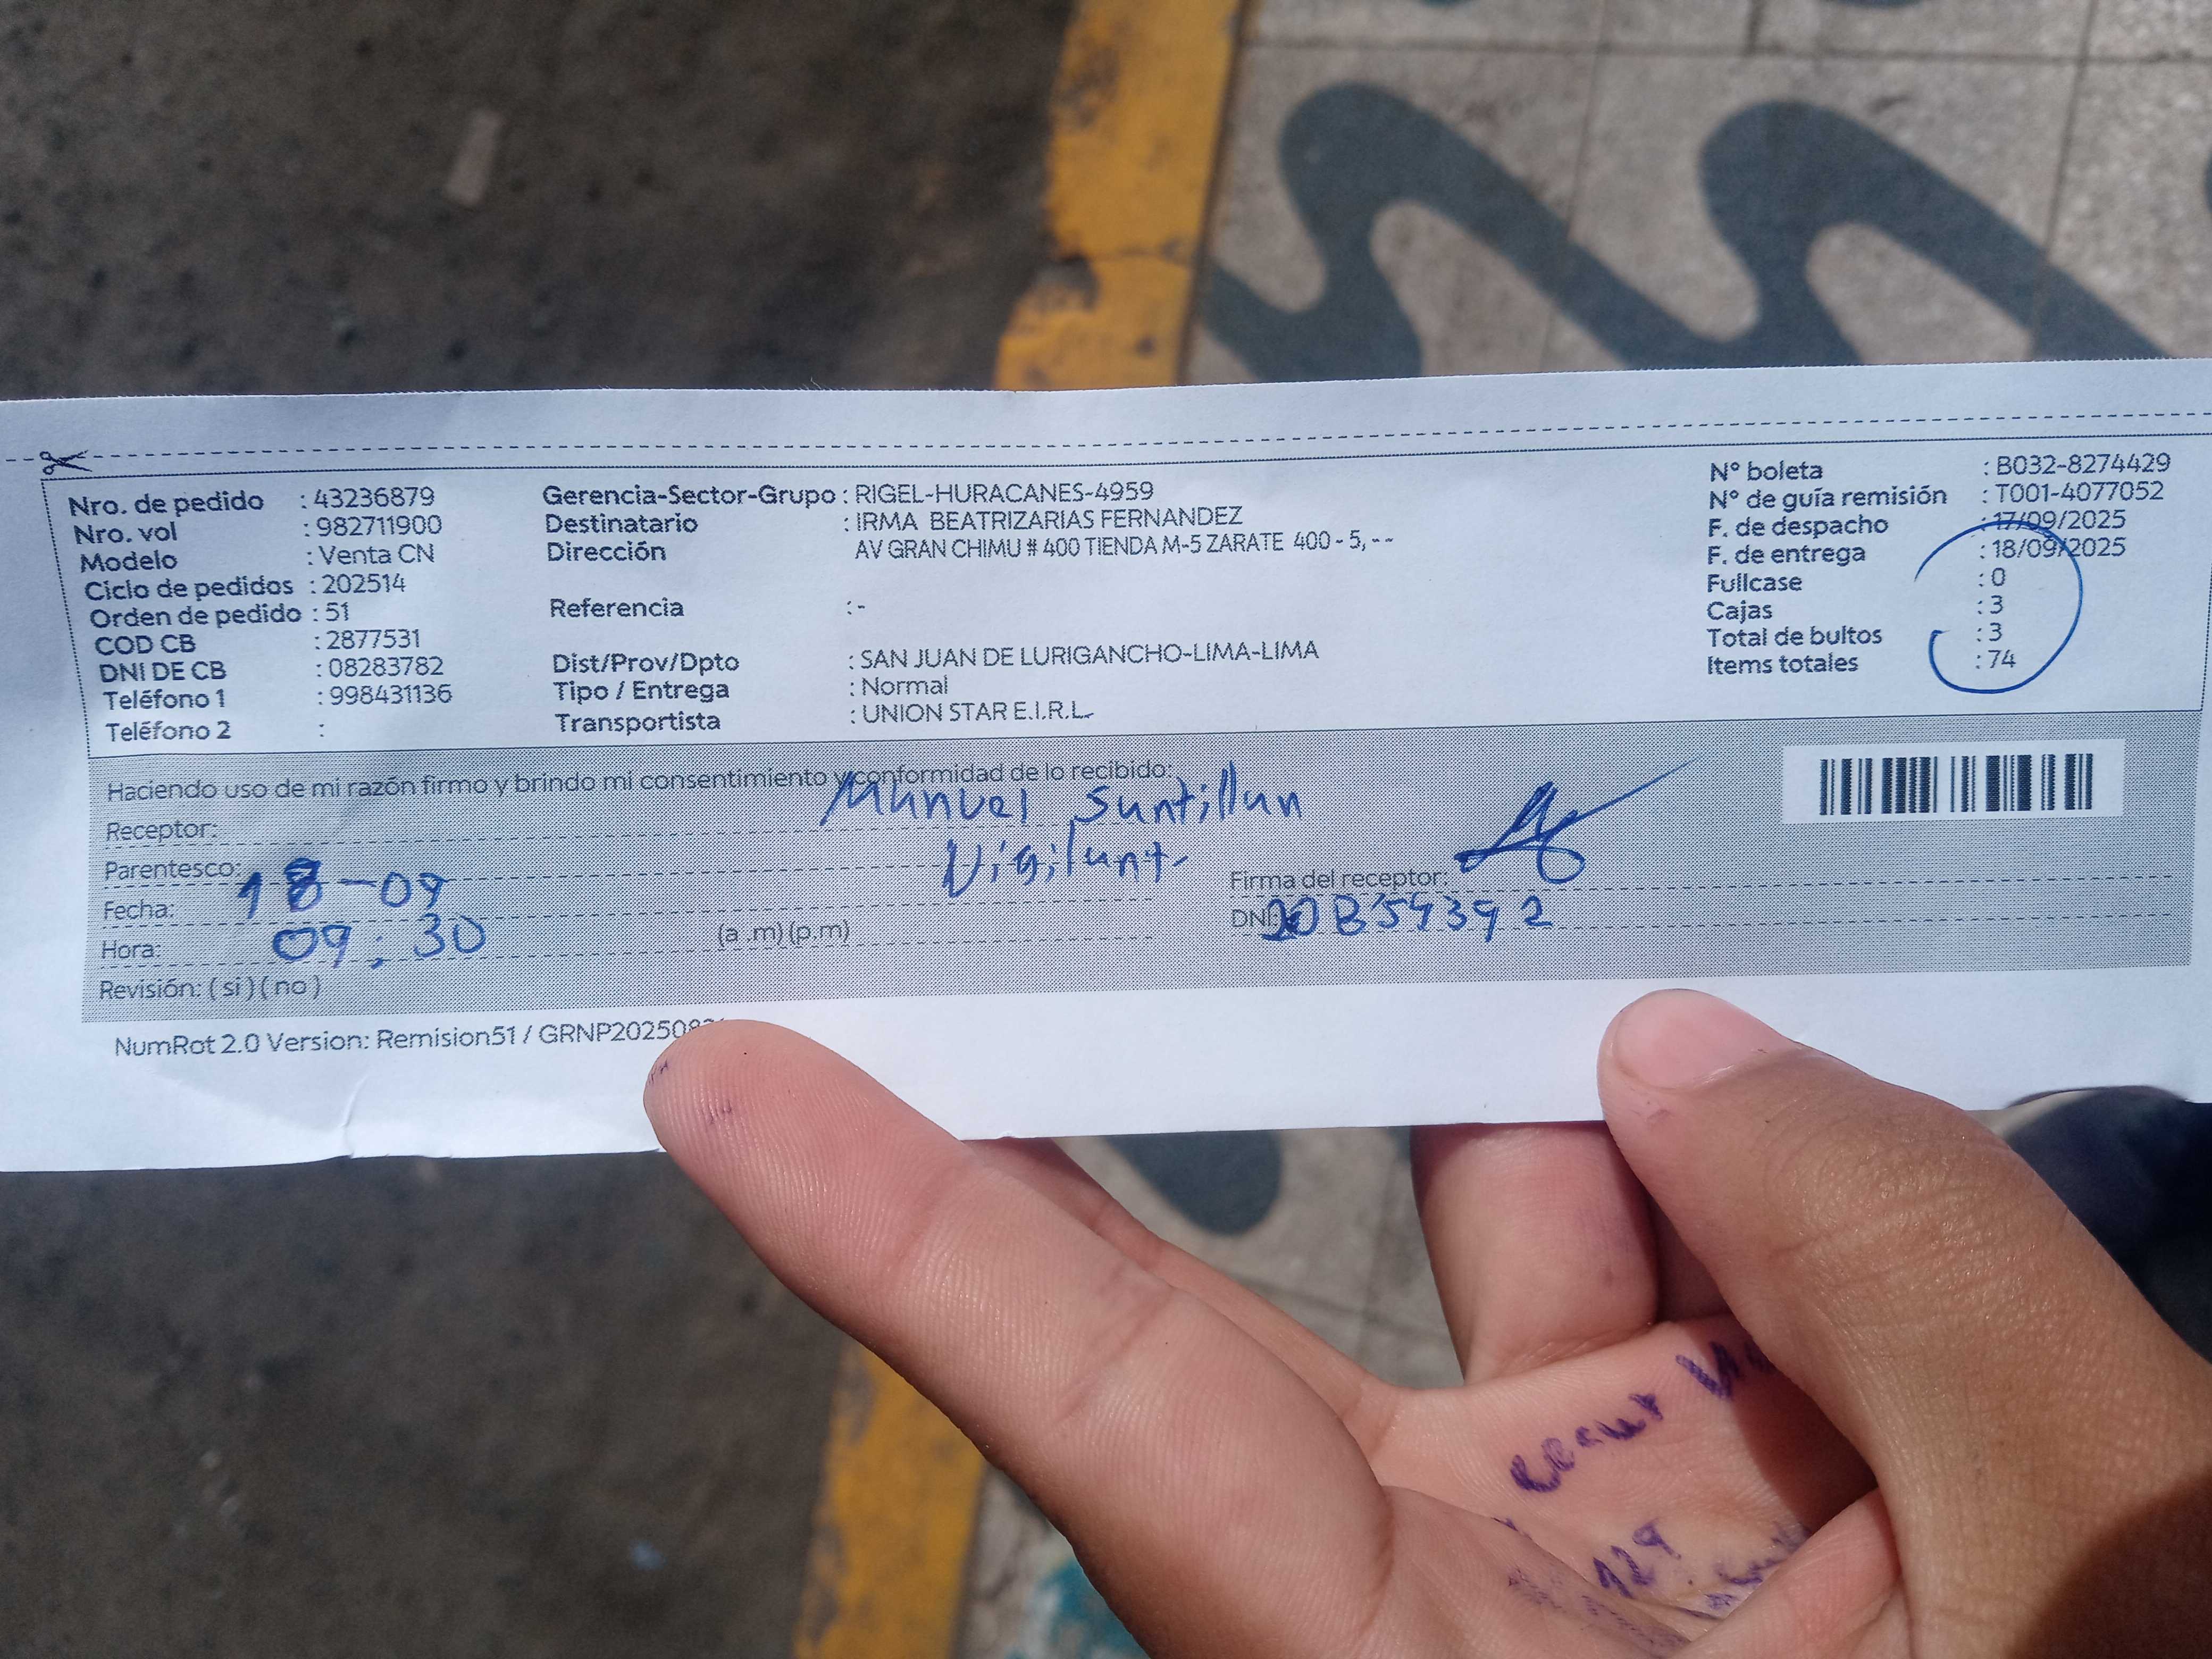 Nro. de pedido : 43236879
Nro. vol : 982711900
Modelo : Venta CN
Ciclo de pedidos : 202514
Orden de pedido : 51
COD CB : 2877531
DNI DE CB : 08283782
Teléfono 1 : 998431136
Teléfono 2 :
Gerencia-Sector-Grupo : RIGEL-HURACANES-4959
Destinatario : IRMA BEATRIZARIAS FERNANDEZ
Dirección AV GRAN CHIMU # 400 TIENDA M-5 ZARATE 400 - 5, - -
Referencia : -
Dist/Prov/Dpto : SAN JUAN DE LURIGANCHO-LIMA-LIMA
Tipo / Entrega : Normal
Transportista : UNION STAR E.I.R.L.
N° boleta : B032-8274429
N° de guía remisión : T001-4077052
F. de despacho : 17/09/2025
F. de entrega : 18/09/2025
Fullcase : 0
Cajas : 3
Total de bultos : 3
Items totales : 74
Haciendo uso de mi razón firmo y brindo mi consentimiento y conformidad de lo recibido:
Receptor: Manuel Santillan
Parentesco: Vigilant
Firma del receptor:
Fecha: 18-09
DNI:
Hora: 09:30 (a .m) (p.m)
Revisión: ( si ) ( no )
NumRot 2.0 Version: Remision51 / GRNP202508
129